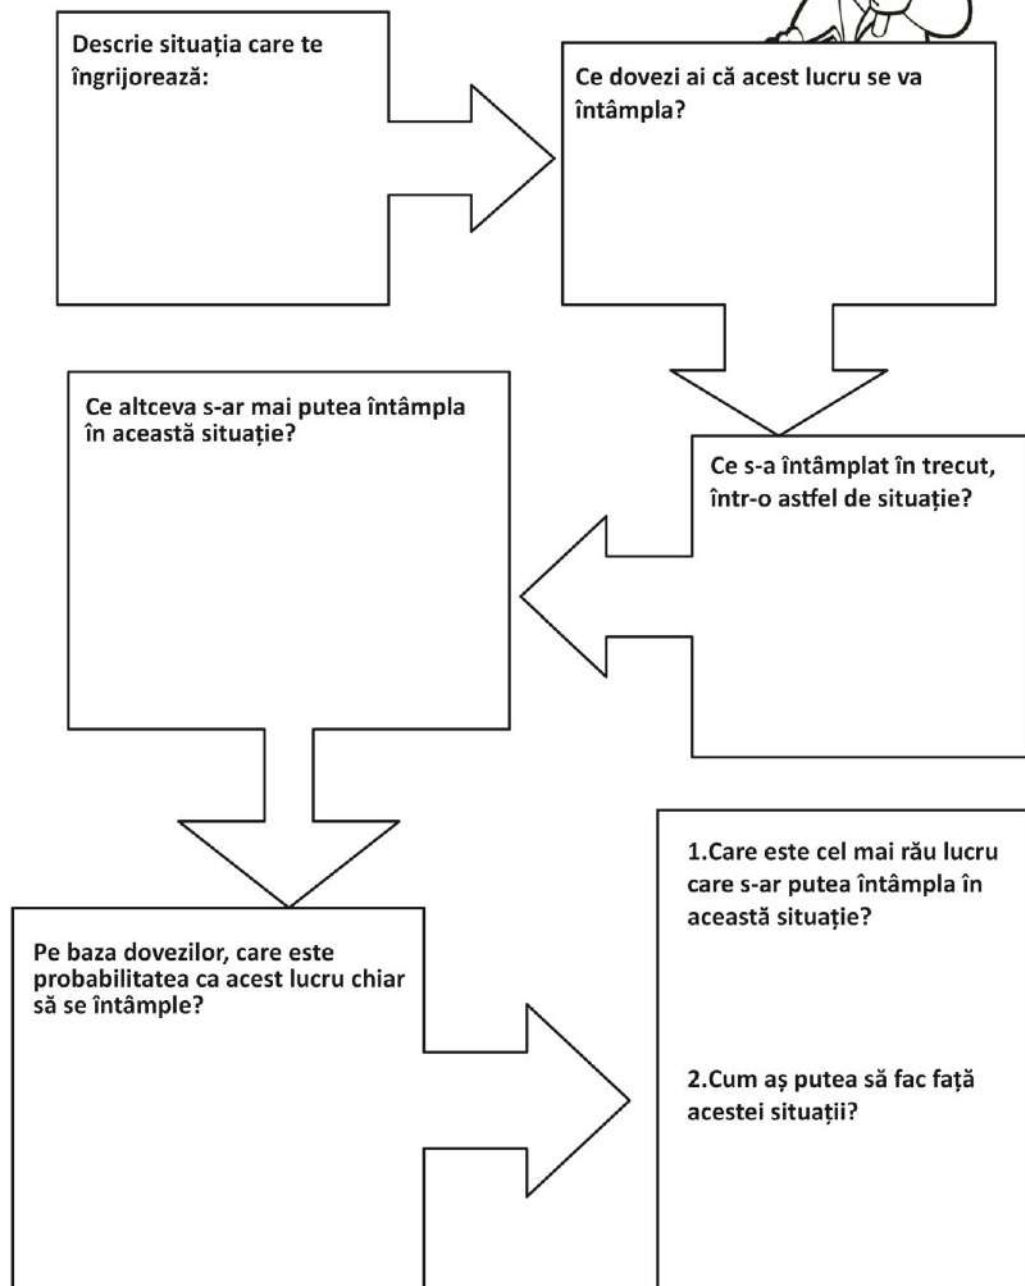 Descrie situația care te
îngrijorează:
Ce dovezi ai că acest lucru se va
întâmpla?
Ce s-a întâmplat în trecut,
într-o astfel de situație?
Ce altceva s-ar mai putea întâmpla
în această situație?
Pe baza dovezilor, care este
probabilitatea ca acest lucru chiar
să se întâmple?
1.Care este cel mai rău lucru
care s-ar putea întâmpla în
această situație?
2.Cum aș putea să fac față
acestei situații?